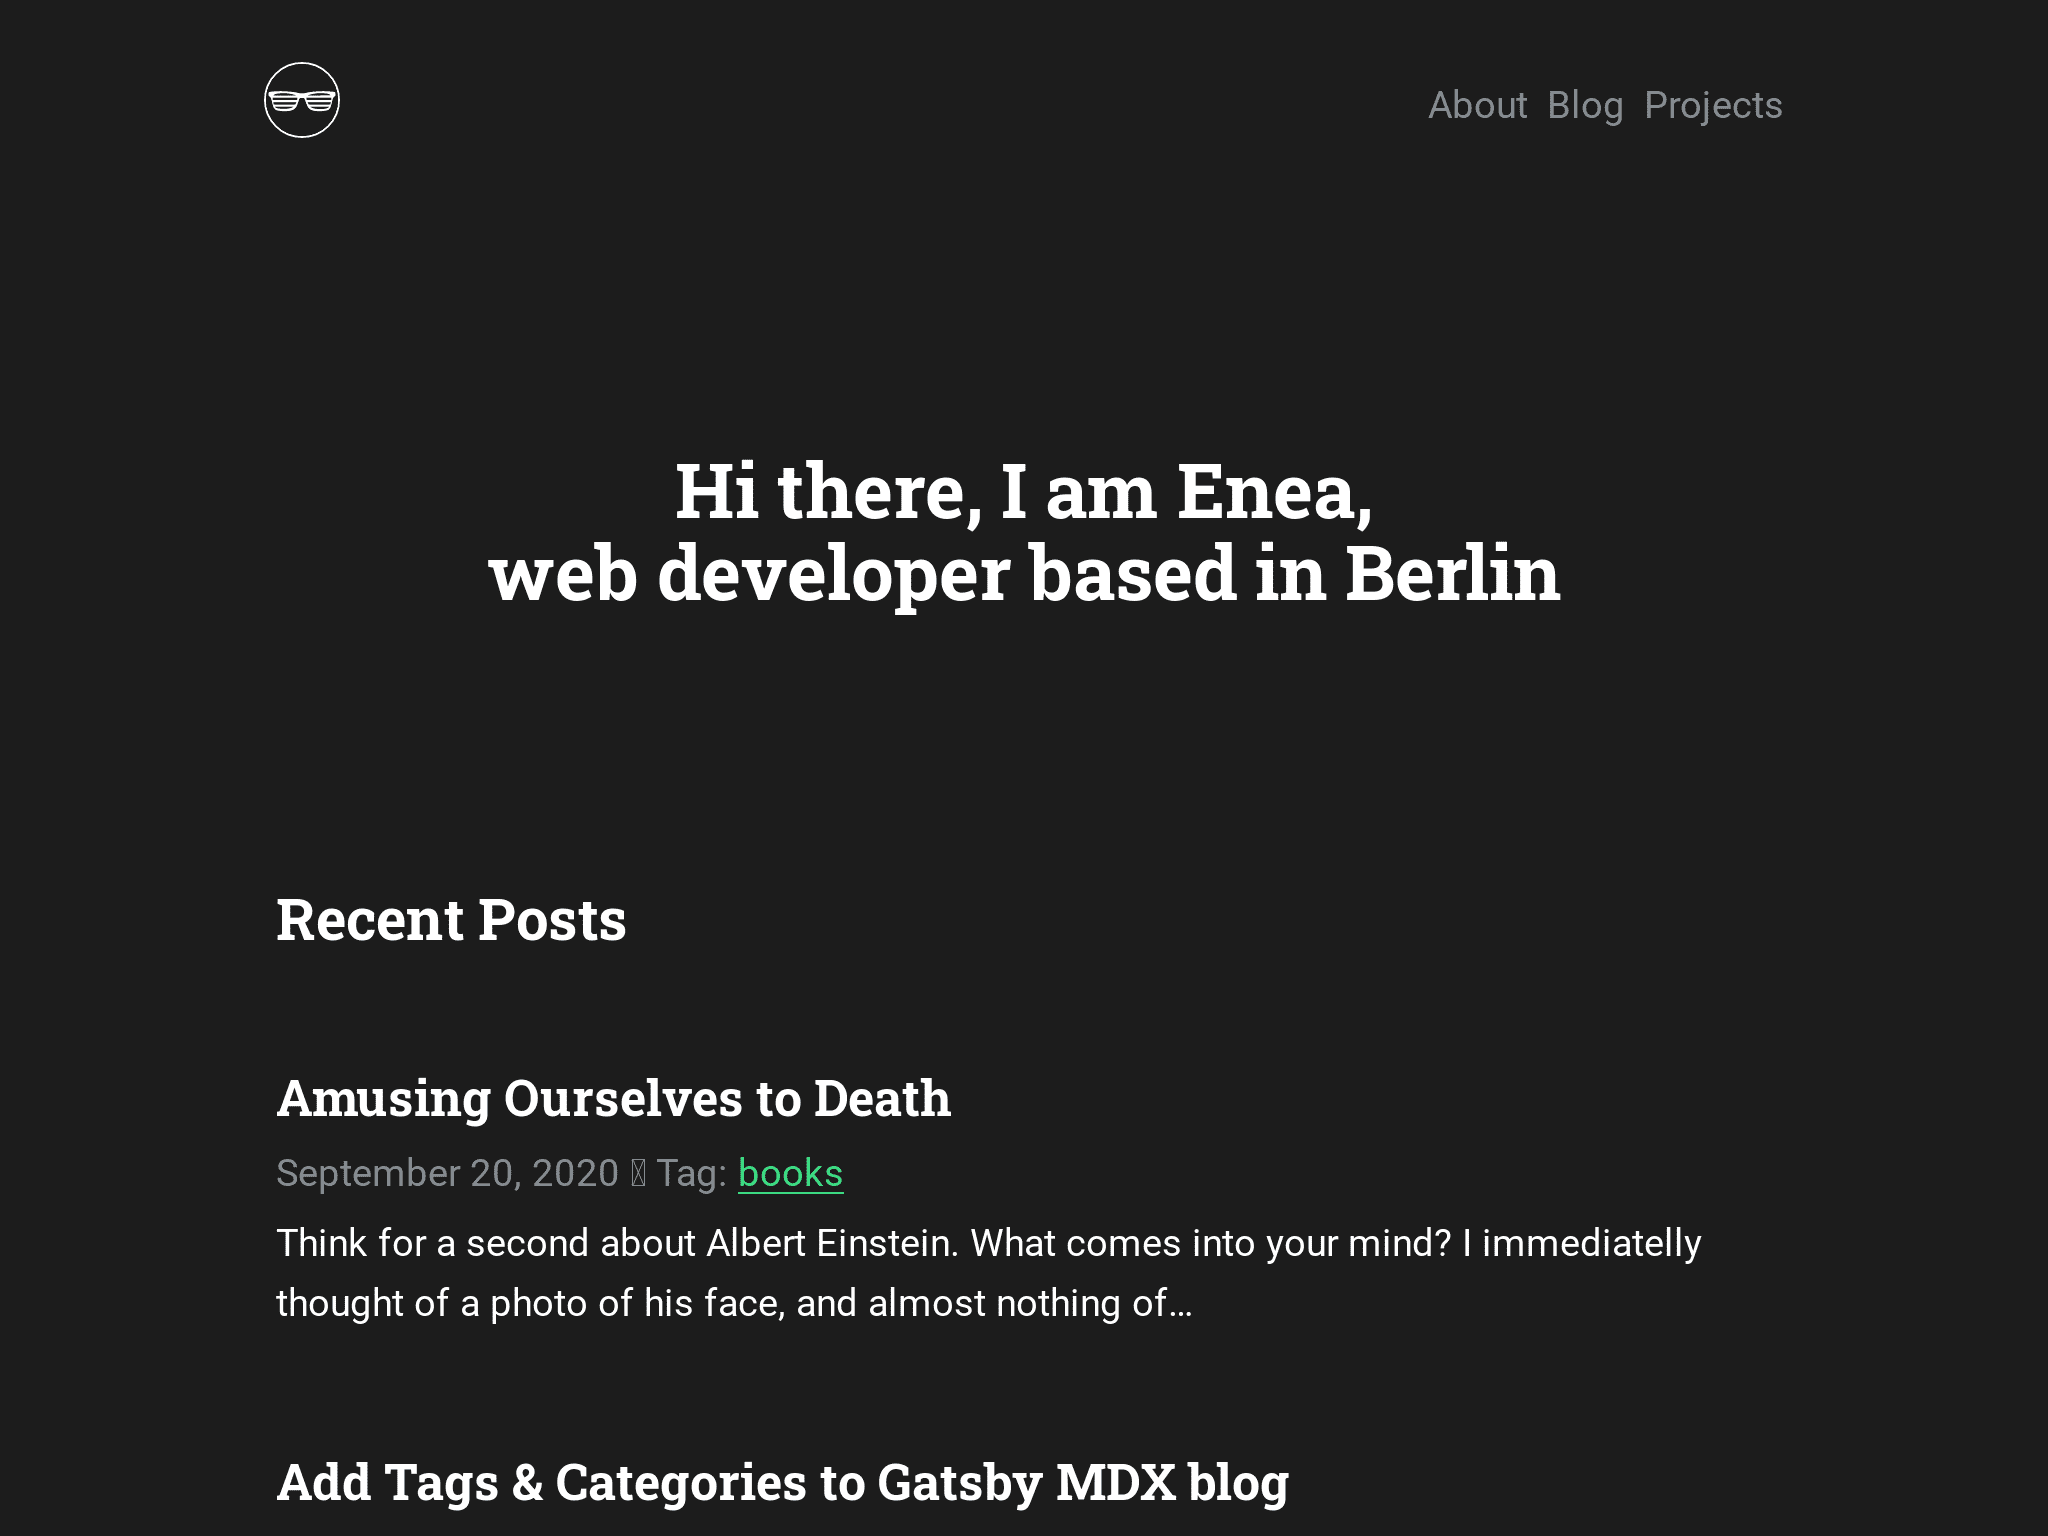 About Blog Projects
Hi there, I am Enea,
web developer based in Berlin
Recent Posts
Amusing Ourselves to Death
September 20, 2020 Tag: books
Think for a second about Albert Einstein. What comes into your mind? I immediatelly
thought of a photo of his face, and almost nothing of…
Add Tags & Categories to Gatsby MDX blog